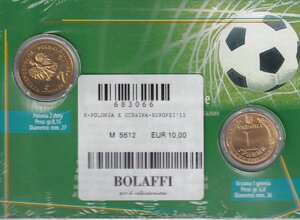 683066
E-POLONIA E UCRAINA-EUROPEI'12
M 5612 EUR 10,00
BOLAFFI
per il collezionismo
Polonia 2 zloty
Peso: gr.8,15
Diametro: mm. 27
Ucraina 1 grivnia
Peso: gr. 6,8
Diametro: mm. 26